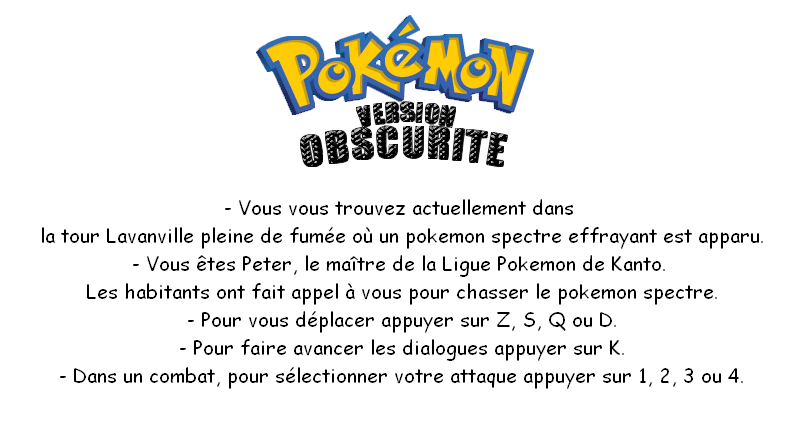 POKéMON
VERSION
OBSCURITE
- Vous vous trouvez actuellement dans
la tour Lavanville pleine de fumée où un pokemon spectre effrayant est apparu.
- Vous êtes Peter, le maître de la Ligue Pokemon de Kanto.
Les habitants ont fait appel à vous pour chasser le pokemon spectre.
- Pour vous déplacer appuyer sur Z, S, Q ou D.
- Pour faire avancer les dialogues appuyer sur K.
- Dans un combat, pour sélectionner votre attaque appuyer sur 1, 2, 3 ou 4.